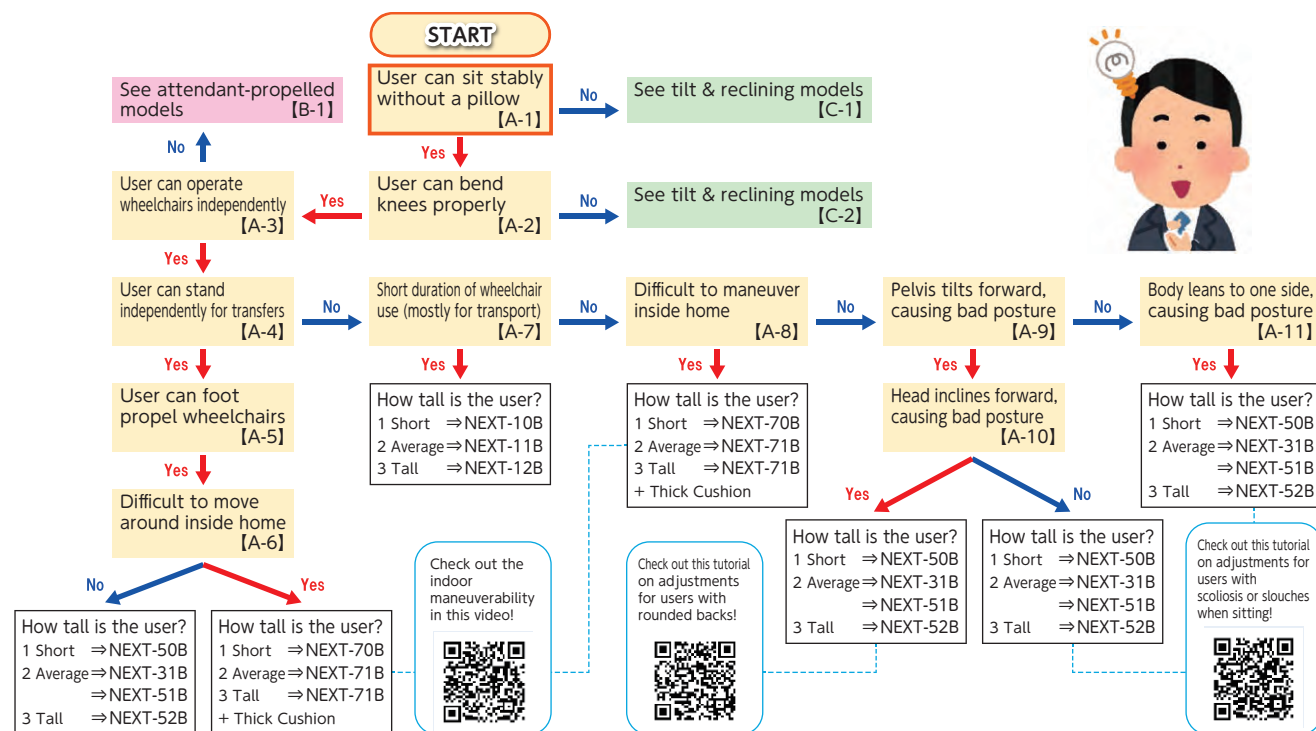 START
User can sit stably
without a pillow
【A-1】
No
See tilt & reclining models
【C-1】
See attendant-propelled
models
【B-1】
Yes
No
User can bend
knees properly
【A-2】
No
See tilt & reclining models
【C-2】
Yes
User can operate
wheelchairs independently
【A-3】
Yes
User can stand
independently for transfers
【A-4】
No
Short duration of wheelchair
use (mostly for transport)
【A-7】
No
Difficult to maneuver
inside home
【A-8】
No
Pelvis tilts forward,
causing bad posture
【A-9】
No
Body leans to one side,
causing bad posture
【A-11】
Yes
User can foot
propel wheelchairs
【A-5】
Yes
Difficult to move
around inside home
【A-6】
Yes
How tall is the user?
1 Short ⇒NEXT-10B
2 Average⇒NEXT-11B
3 Tall ⇒NEXT-12B
Yes
How tall is the user?
1 Short ⇒NEXT-70B
2 Average⇒NEXT-71B
3 Tall ⇒NEXT-71B
+ Thick Cushion
Yes
Head inclines forward,
causing bad posture
【A-10】
Yes
How tall is the user?
1 Short ⇒NEXT-50B
2 Average⇒NEXT-31B
⇒NEXT-51B
3 Tall ⇒NEXT-52B
No
How tall is the user?
1 Short ⇒NEXT-50B
2 Average⇒NEXT-31B
⇒NEXT-51B
3 Tall ⇒NEXT-52B
Yes
How tall is the user?
1 Short ⇒NEXT-70B
2 Average⇒NEXT-71B
3 Tall ⇒NEXT-71B
+ Thick Cushion
Check out the
indoor
maneuverability
in this video!
Check out this tutorial
on adjustments
for users with
rounded backs!
Yes
How tall is the user?
1 Short ⇒NEXT-50B
2 Average⇒NEXT-31B
⇒NEXT-51B
3 Tall ⇒NEXT-52B
No
How tall is the user?
1 Short ⇒NEXT-50B
2 Average⇒NEXT-31B
⇒NEXT-51B
3 Tall ⇒NEXT-52B
Check out this tutorial
on adjustments for
users with
scoliosis or slouches
when sitting!